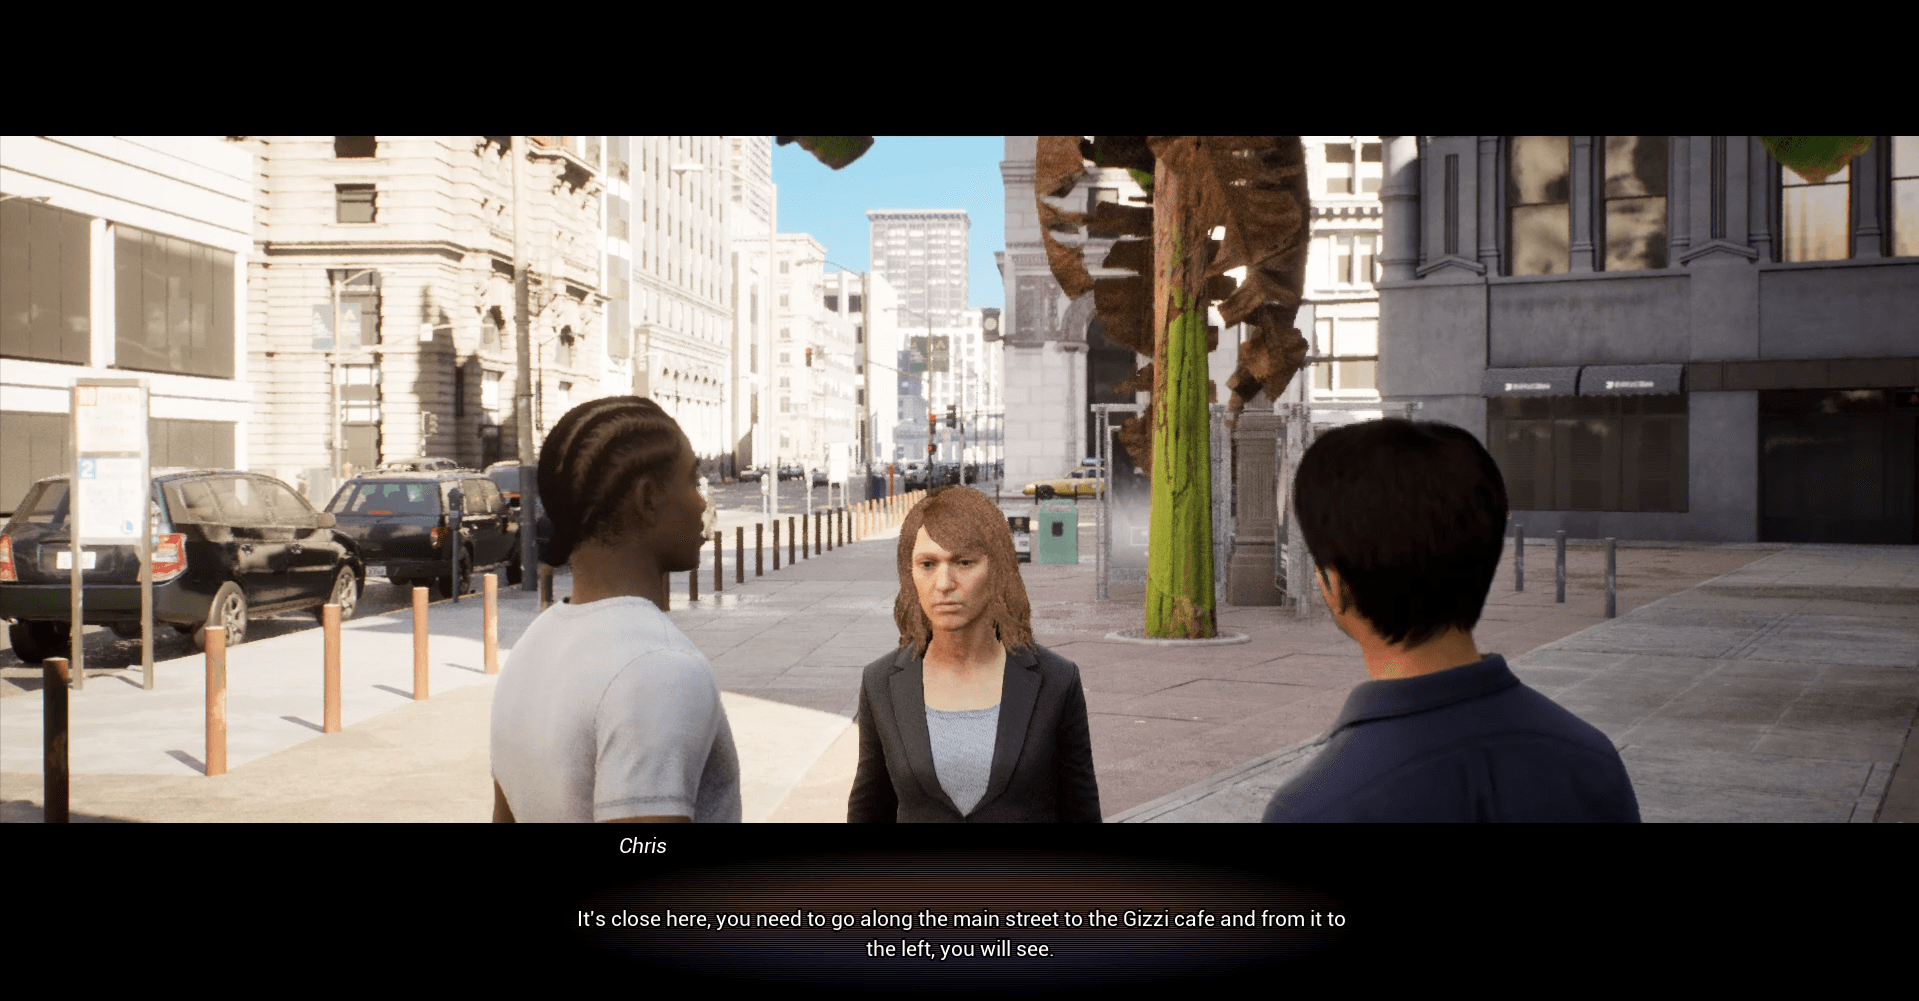 2
Chris
It's close here, you need to go along the main street to the Gizzi cafe and from it to
the left, you will see.